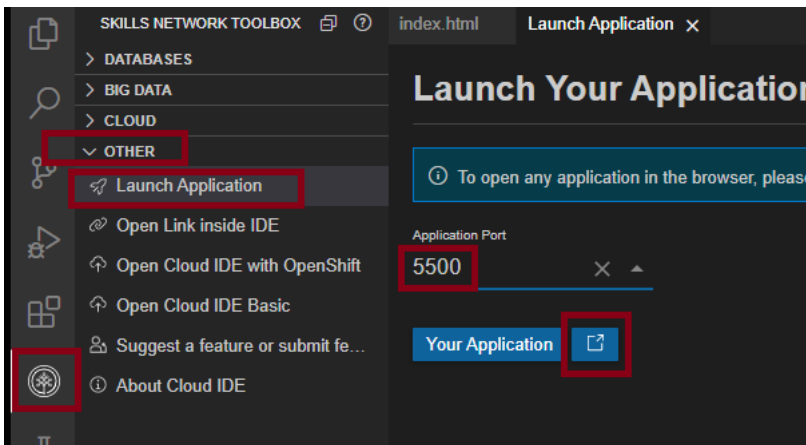 SKILLS NETWORK TOOLBOX
DATABASES
BIG DATA
CLOUD
OTHER
Launch Application
Open Link inside IDE
Open Cloud IDE with OpenShift
Open Cloud IDE Basic
Suggest a feature or submit fe...
About Cloud IDE
index.html Launch Application
Launch Your Application
To open any application in the browser, please
Application Port
5500
Your Application